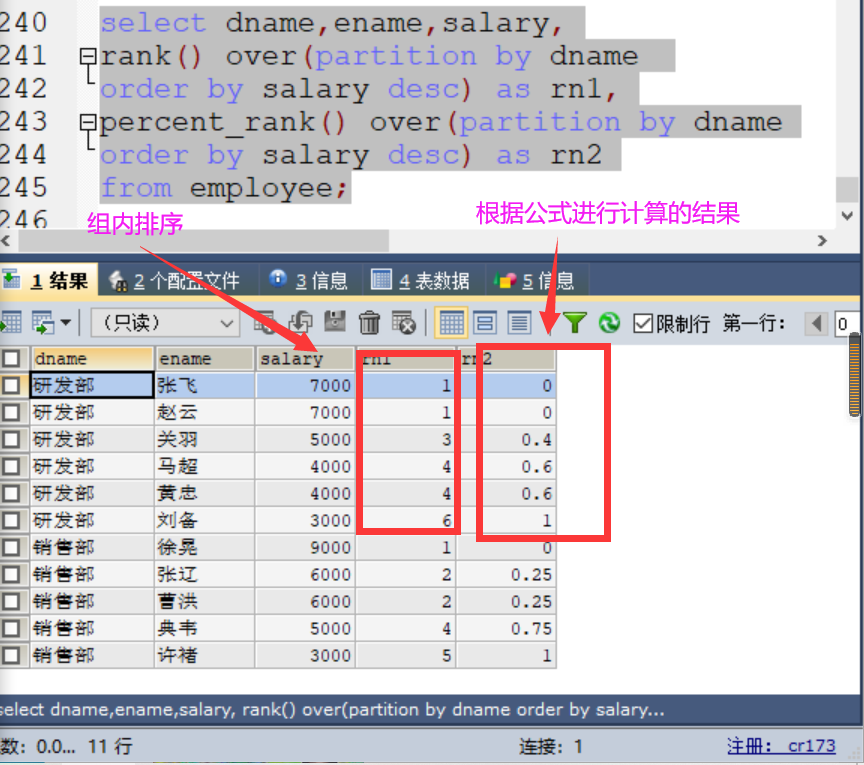 240 select dname,ename,salary,
241 rank() over(partition by dname
242 order by salary desc) as rn1,
243 percent_rank() over(partition by dname
244 order by salary desc) as rn2
245 from employee;
246
组内排序
根据公式进行计算的结果
1 结果 2 个配置文件 3 信息 4 表数据 5 信息
(只读) 限制行 第一行: 0
dname ename salary rn1 rn2
研发部 张飞 7000 1 0
研发部 赵云 7000 1 0
研发部 关羽 5000 3 0.4
研发部 马超 4000 4 0.6
研发部 黄忠 4000 4 0.6
研发部 刘备 3000 6 1
销售部 徐晃 9000 1 0
销售部 张辽 6000 2 0.25
销售部 曹洪 6000 2 0.25
销售部 典韦 5000 4 0.75
销售部 许褚 3000 5 1
select dname,ename,salary, rank() over(partition by dname order by salary...
数: 0.0... 11 行 连接: 1 注册: cr173